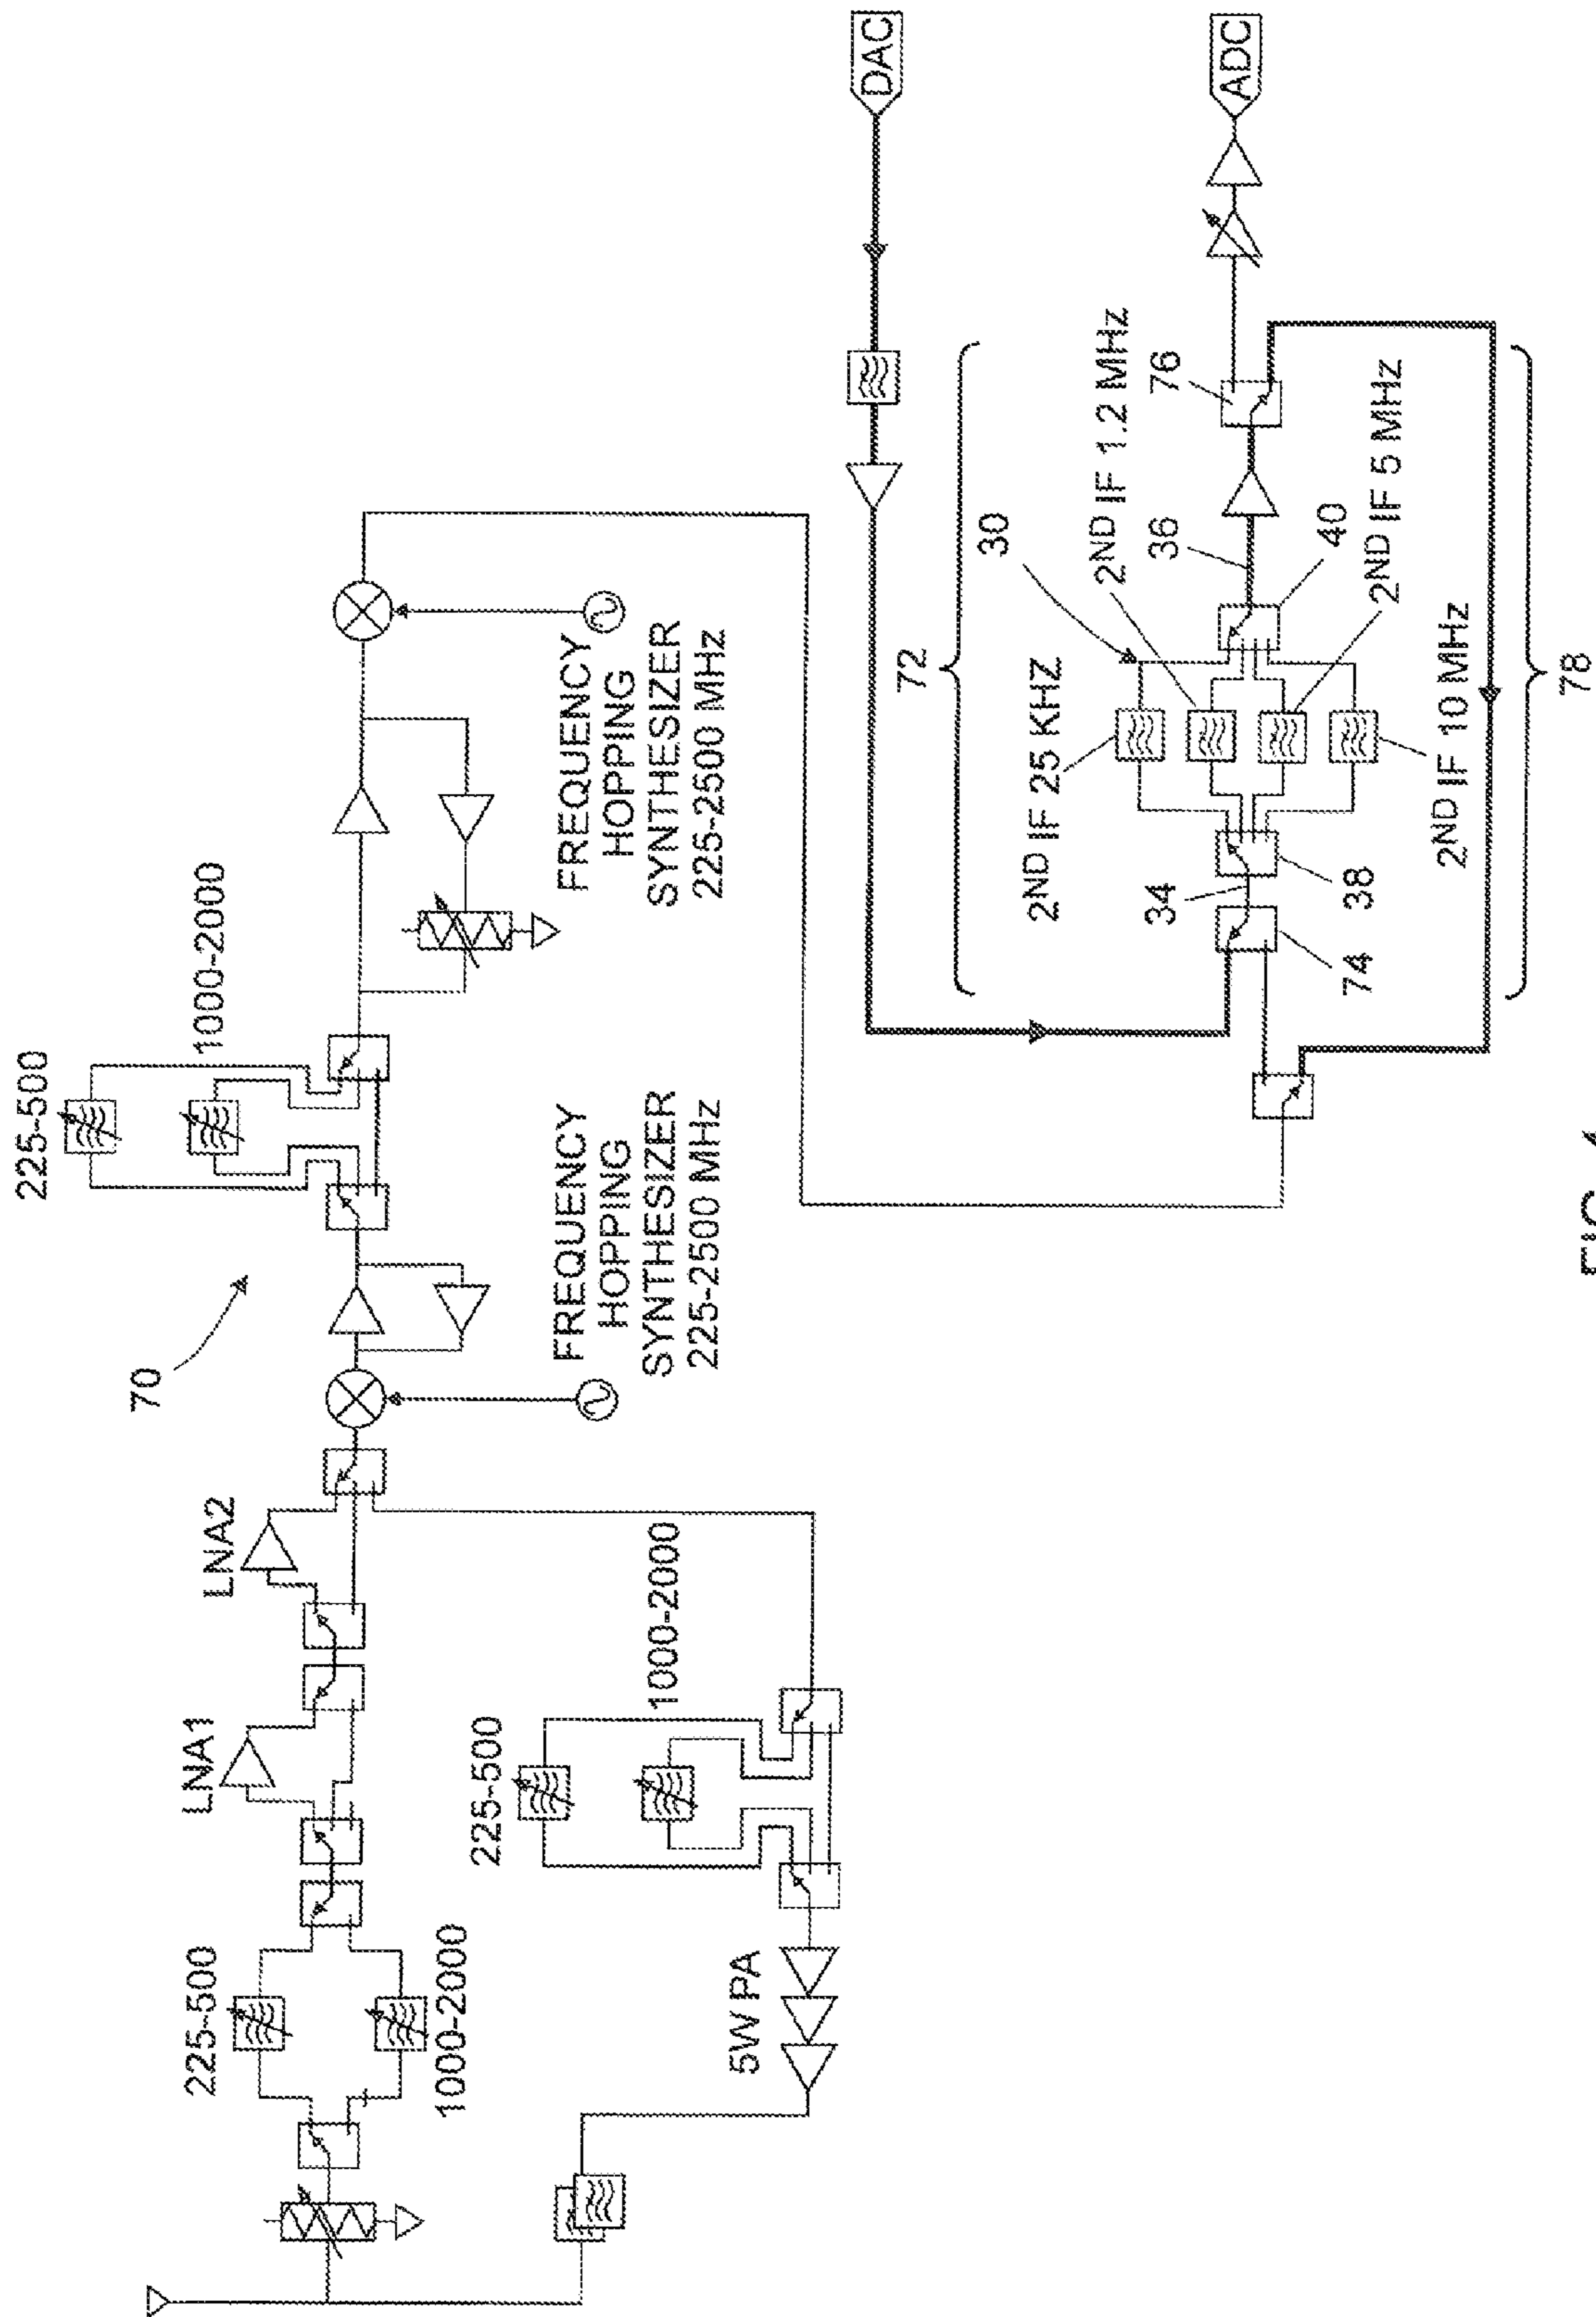 225-500
1000-2000
LNA1
LNA2
70
225-500
1000-2000
FREQUENCY
HOPPING
SYNTHESIZER
225-2500 MHz
FREQUENCY
HOPPING
SYNTHESIZER
225-2500 MHz
5W PA
225-500
1000-2000
DAC
72
2ND IF 25 KHZ
30
2ND IF 1.2 MHz
76
ADC
34
36
74
38
40
2ND IF 10 MHz
2ND IF 5 MHz
78